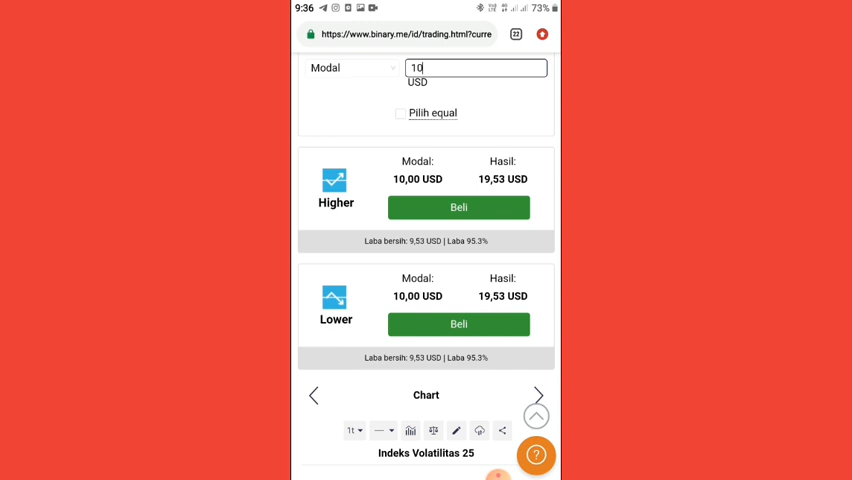 9:36 73%
https://www.binary.me/id/trading.html?curre 22
Modal 10
USD
Pilih equal
Modal: Hasil:
10,00 USD 19,53 USD
Higher
Beli
Laba bersih: 9,53 USD | Laba 95.3%
Modal: Hasil:
10,00 USD 19,53 USD
Lower
Beli
Laba bersih: 9,53 USD | Laba 95.3%
Chart
1t
Indeks Volatilitas 25
?